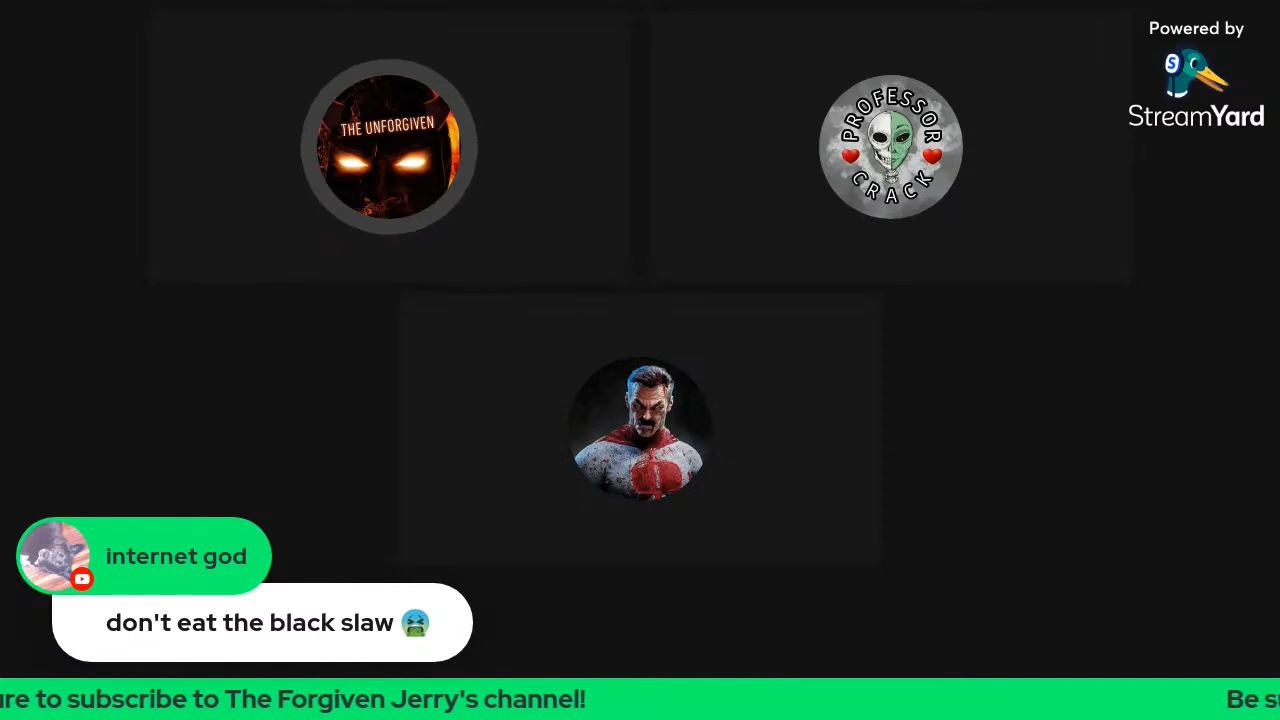 Powered by
StreamYard
THE UNFORGIVEN
PROFESSOR
CRACK
internet god
don't eat the black slaw 🤮
ure to subscribe to The Forgiven Jerry's channel!
Be s